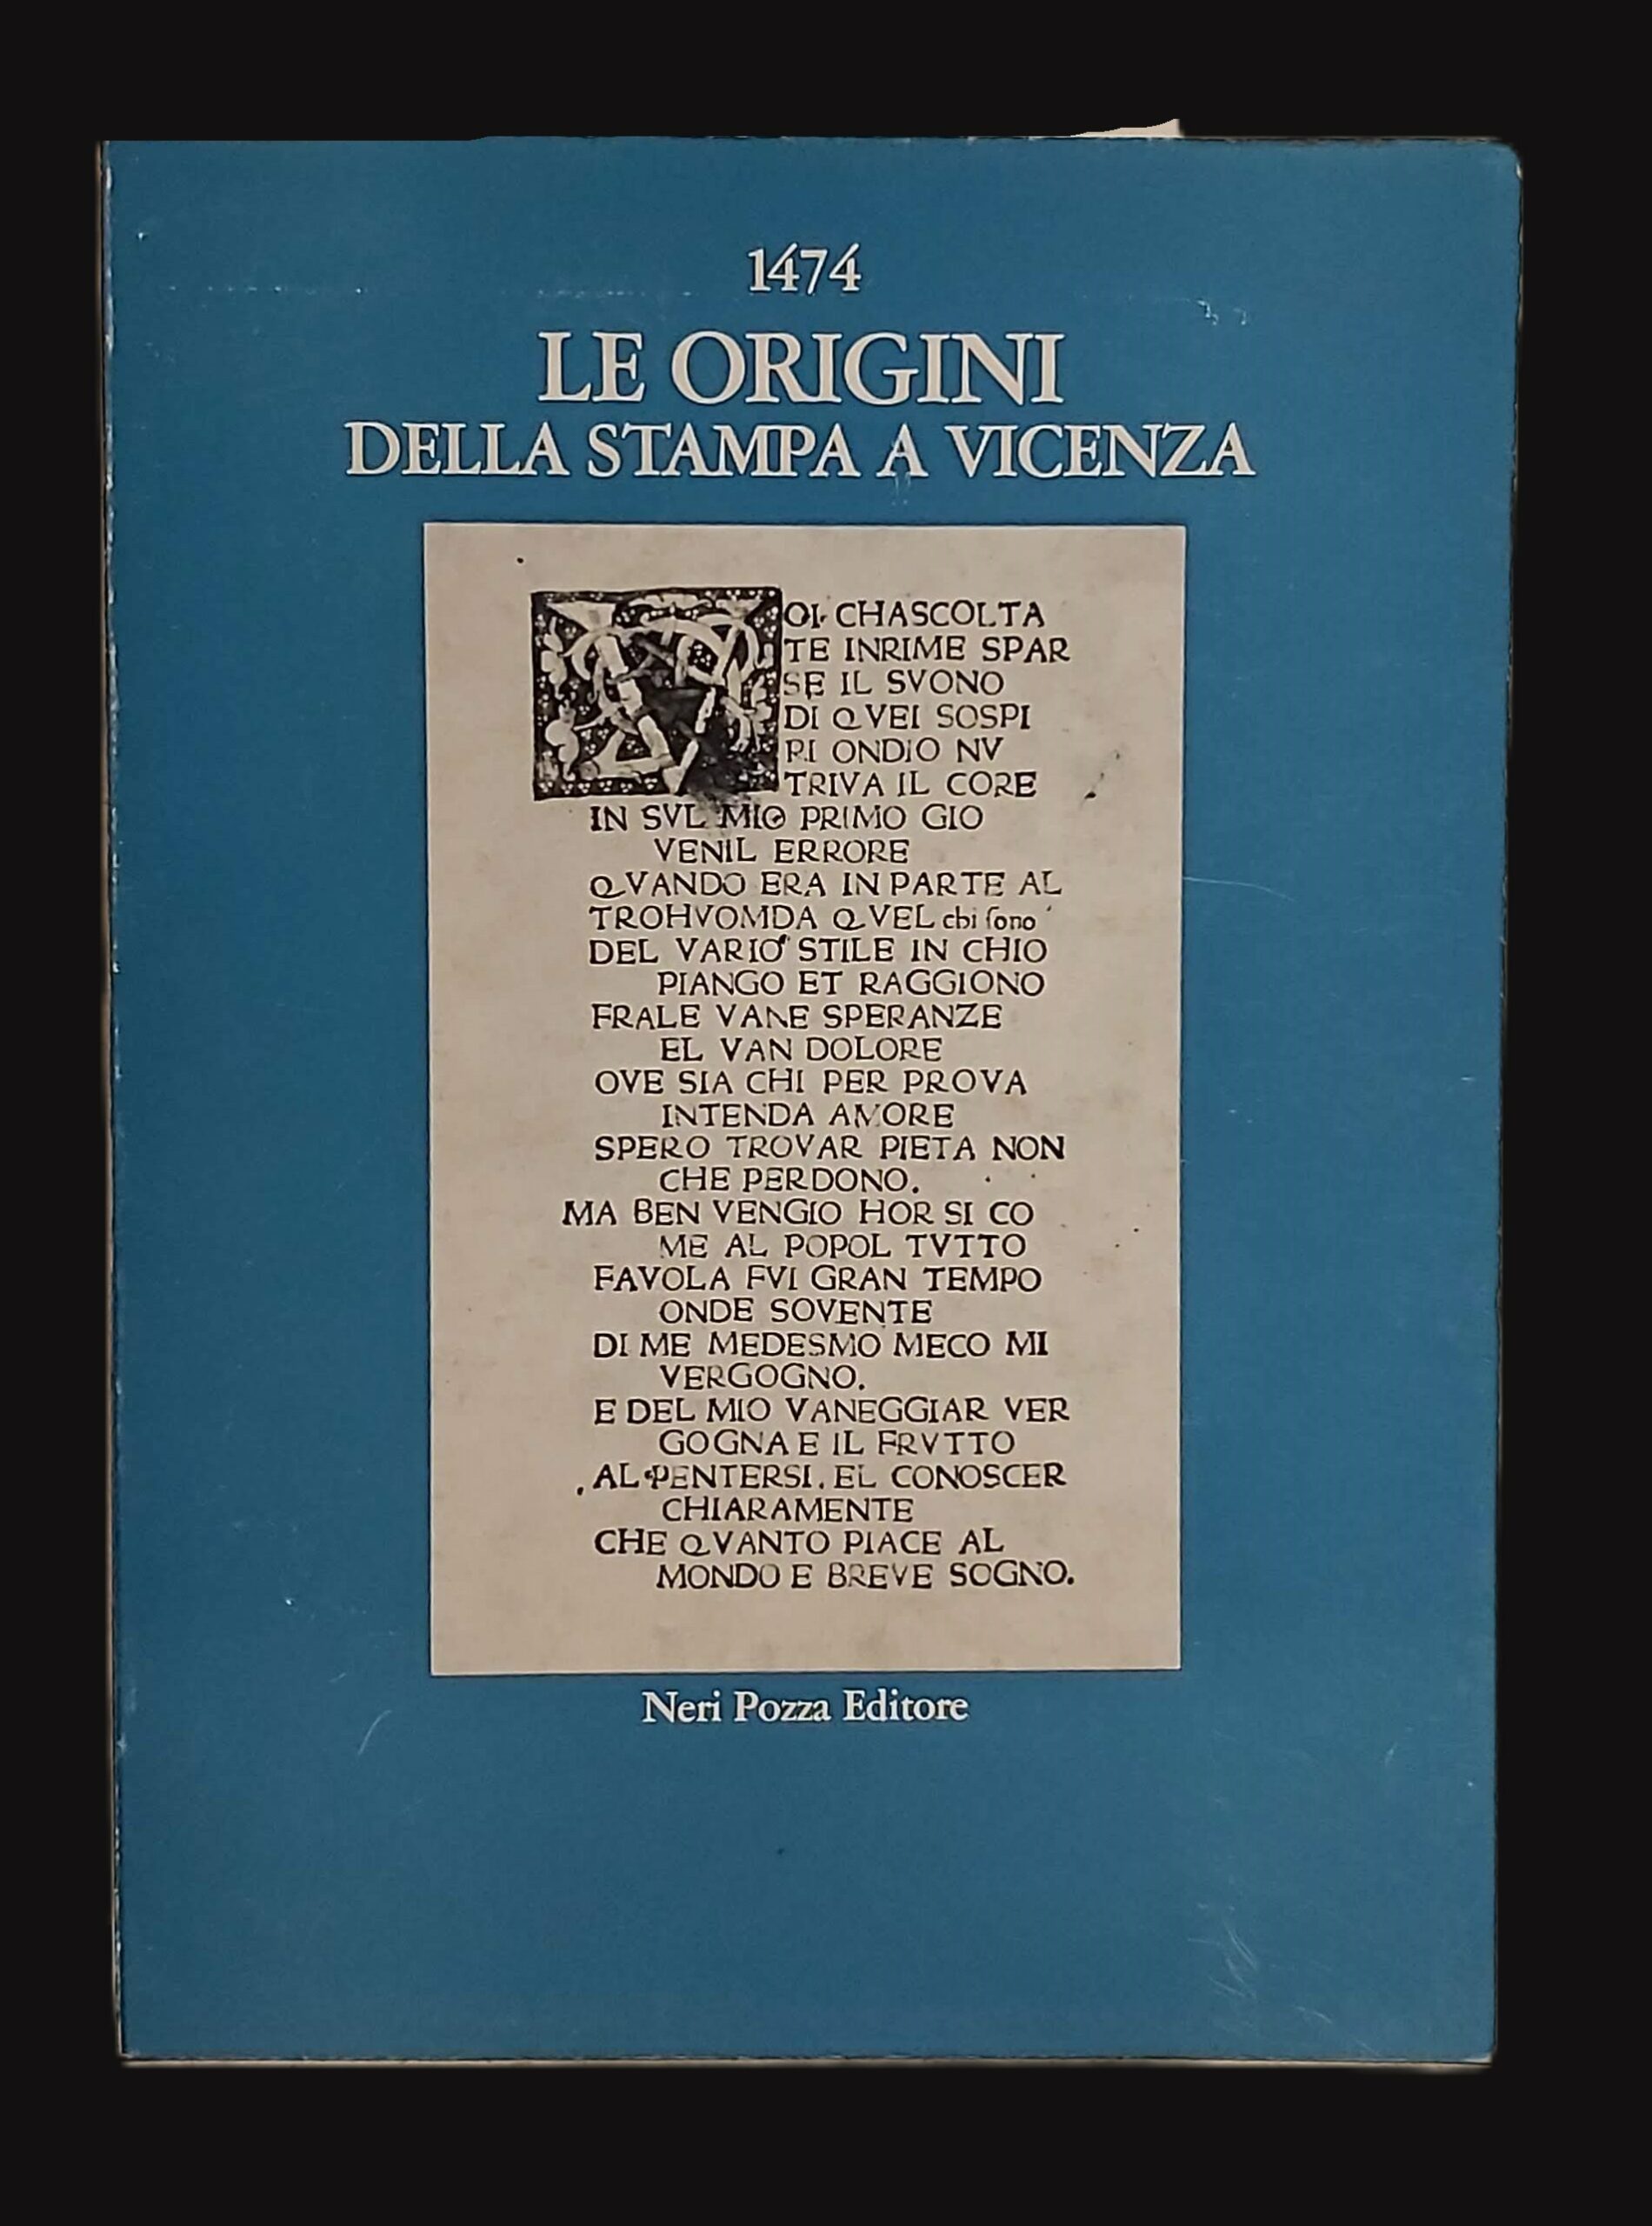 1474
LE ORIGINI
DELLA STAMPA A VICENZA
VOI CHASCOLTA
TE INRIME SPAR
SE IL SVONO
DI QVEI SOSPI
RI ONDIO NV
TRIVA IL CORE
IN SVL MIO PRIMO GIO
VENIL ERRORE
QVANDO ERA IN PARTE AL
TROHVOMDA QVEL chi sono
DEL VARIO STILE IN CHIO
PIANGO ET RAGGIONO
FRALE VANE SPERANZE
EL VAN DOLORE
OVE SIA CHI PER PROVA
INTENDA AMORE
SPERO TROVAR PIETA NON
CHE PERDONO.
MA BEN VENGIO HOR SI CO
ME AL POPOL TVTTO
FAVOLA FVI GRAN TEMPO
ONDE SOVENTE
DI ME MEDESMO MECO MI
VERGOGNO.
E DEL MIO VANEGGIAR VER
GOGNA E IL FRVTTO
AL PENTERSI. EL CONOSCER
CHIARAMENTE
CHE QVANTO PIACE AL
MONDO E BREVE SOGNO.
Neri Pozza Editore